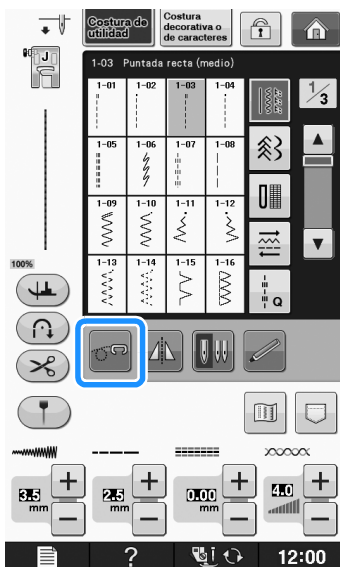 Costura de utilidad
Costura decorativa o de caracteres
J
1-03 Puntada recta (medio)
1/3
1-01 1-02 1-03 1-04
1-05 1-06 1-07 1-08
1-09 1-10 1-11 1-12
1-13 1-14 1-15 1-16
Q
100%
3.5 mm
2.5 mm
0.00 mm
4.0
?
12:00